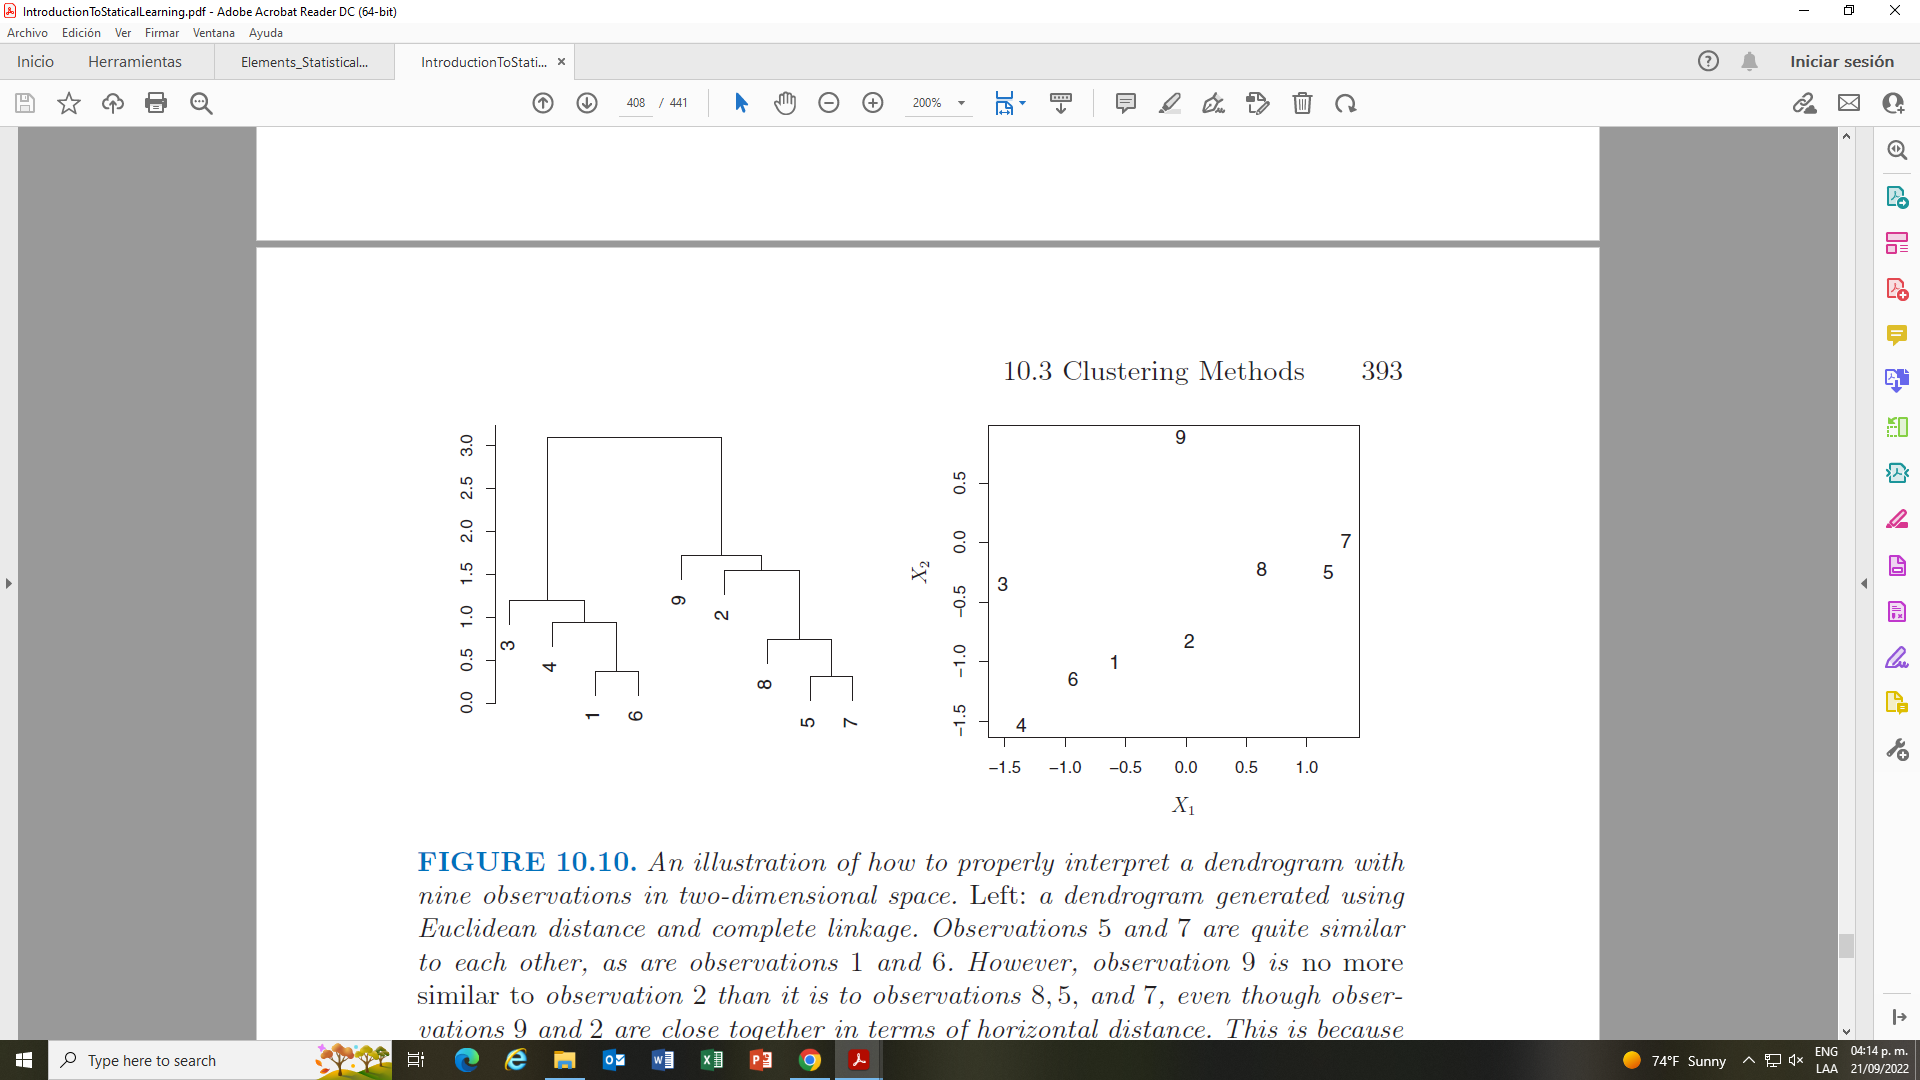 IntroductionToStaticalLearning.pdf - Adobe Acrobat Reader DC (64-bit)
Archivo Edición Ver Firmar Ventana Ayuda
Inicio Herramientas Elements_Statistical... IntroductionToStati... × Iniciar sesión
408 / 441 200%
10.3 Clustering Methods 393
3.0
2.5
2.0
1.5
1.0
0.5
0.0
3
4
1
6
9
2
8
5
7
X2
0.5
0.0
−0.5
−1.0
−1.5
9
7
8
5
3
2
1
6
4
−1.5 −1.0 −0.5 0.0 0.5 1.0
X1
FIGURE 10.10. An illustration of how to properly interpret a dendrogram with
nine observations in two-dimensional space. Left: a dendrogram generated using
Euclidean distance and complete linkage. Observations 5 and 7 are quite similar
to each other, as are observations 1 and 6. However, observation 9 is no more
similar to observation 2 than it is to observations 8, 5, and 7, even though obser-
vations 9 and 2 are close together in terms of horizontal distance. This is because
Type here to search
74°F Sunny
ENG
LAA
04:14 p. m.
21/09/2022